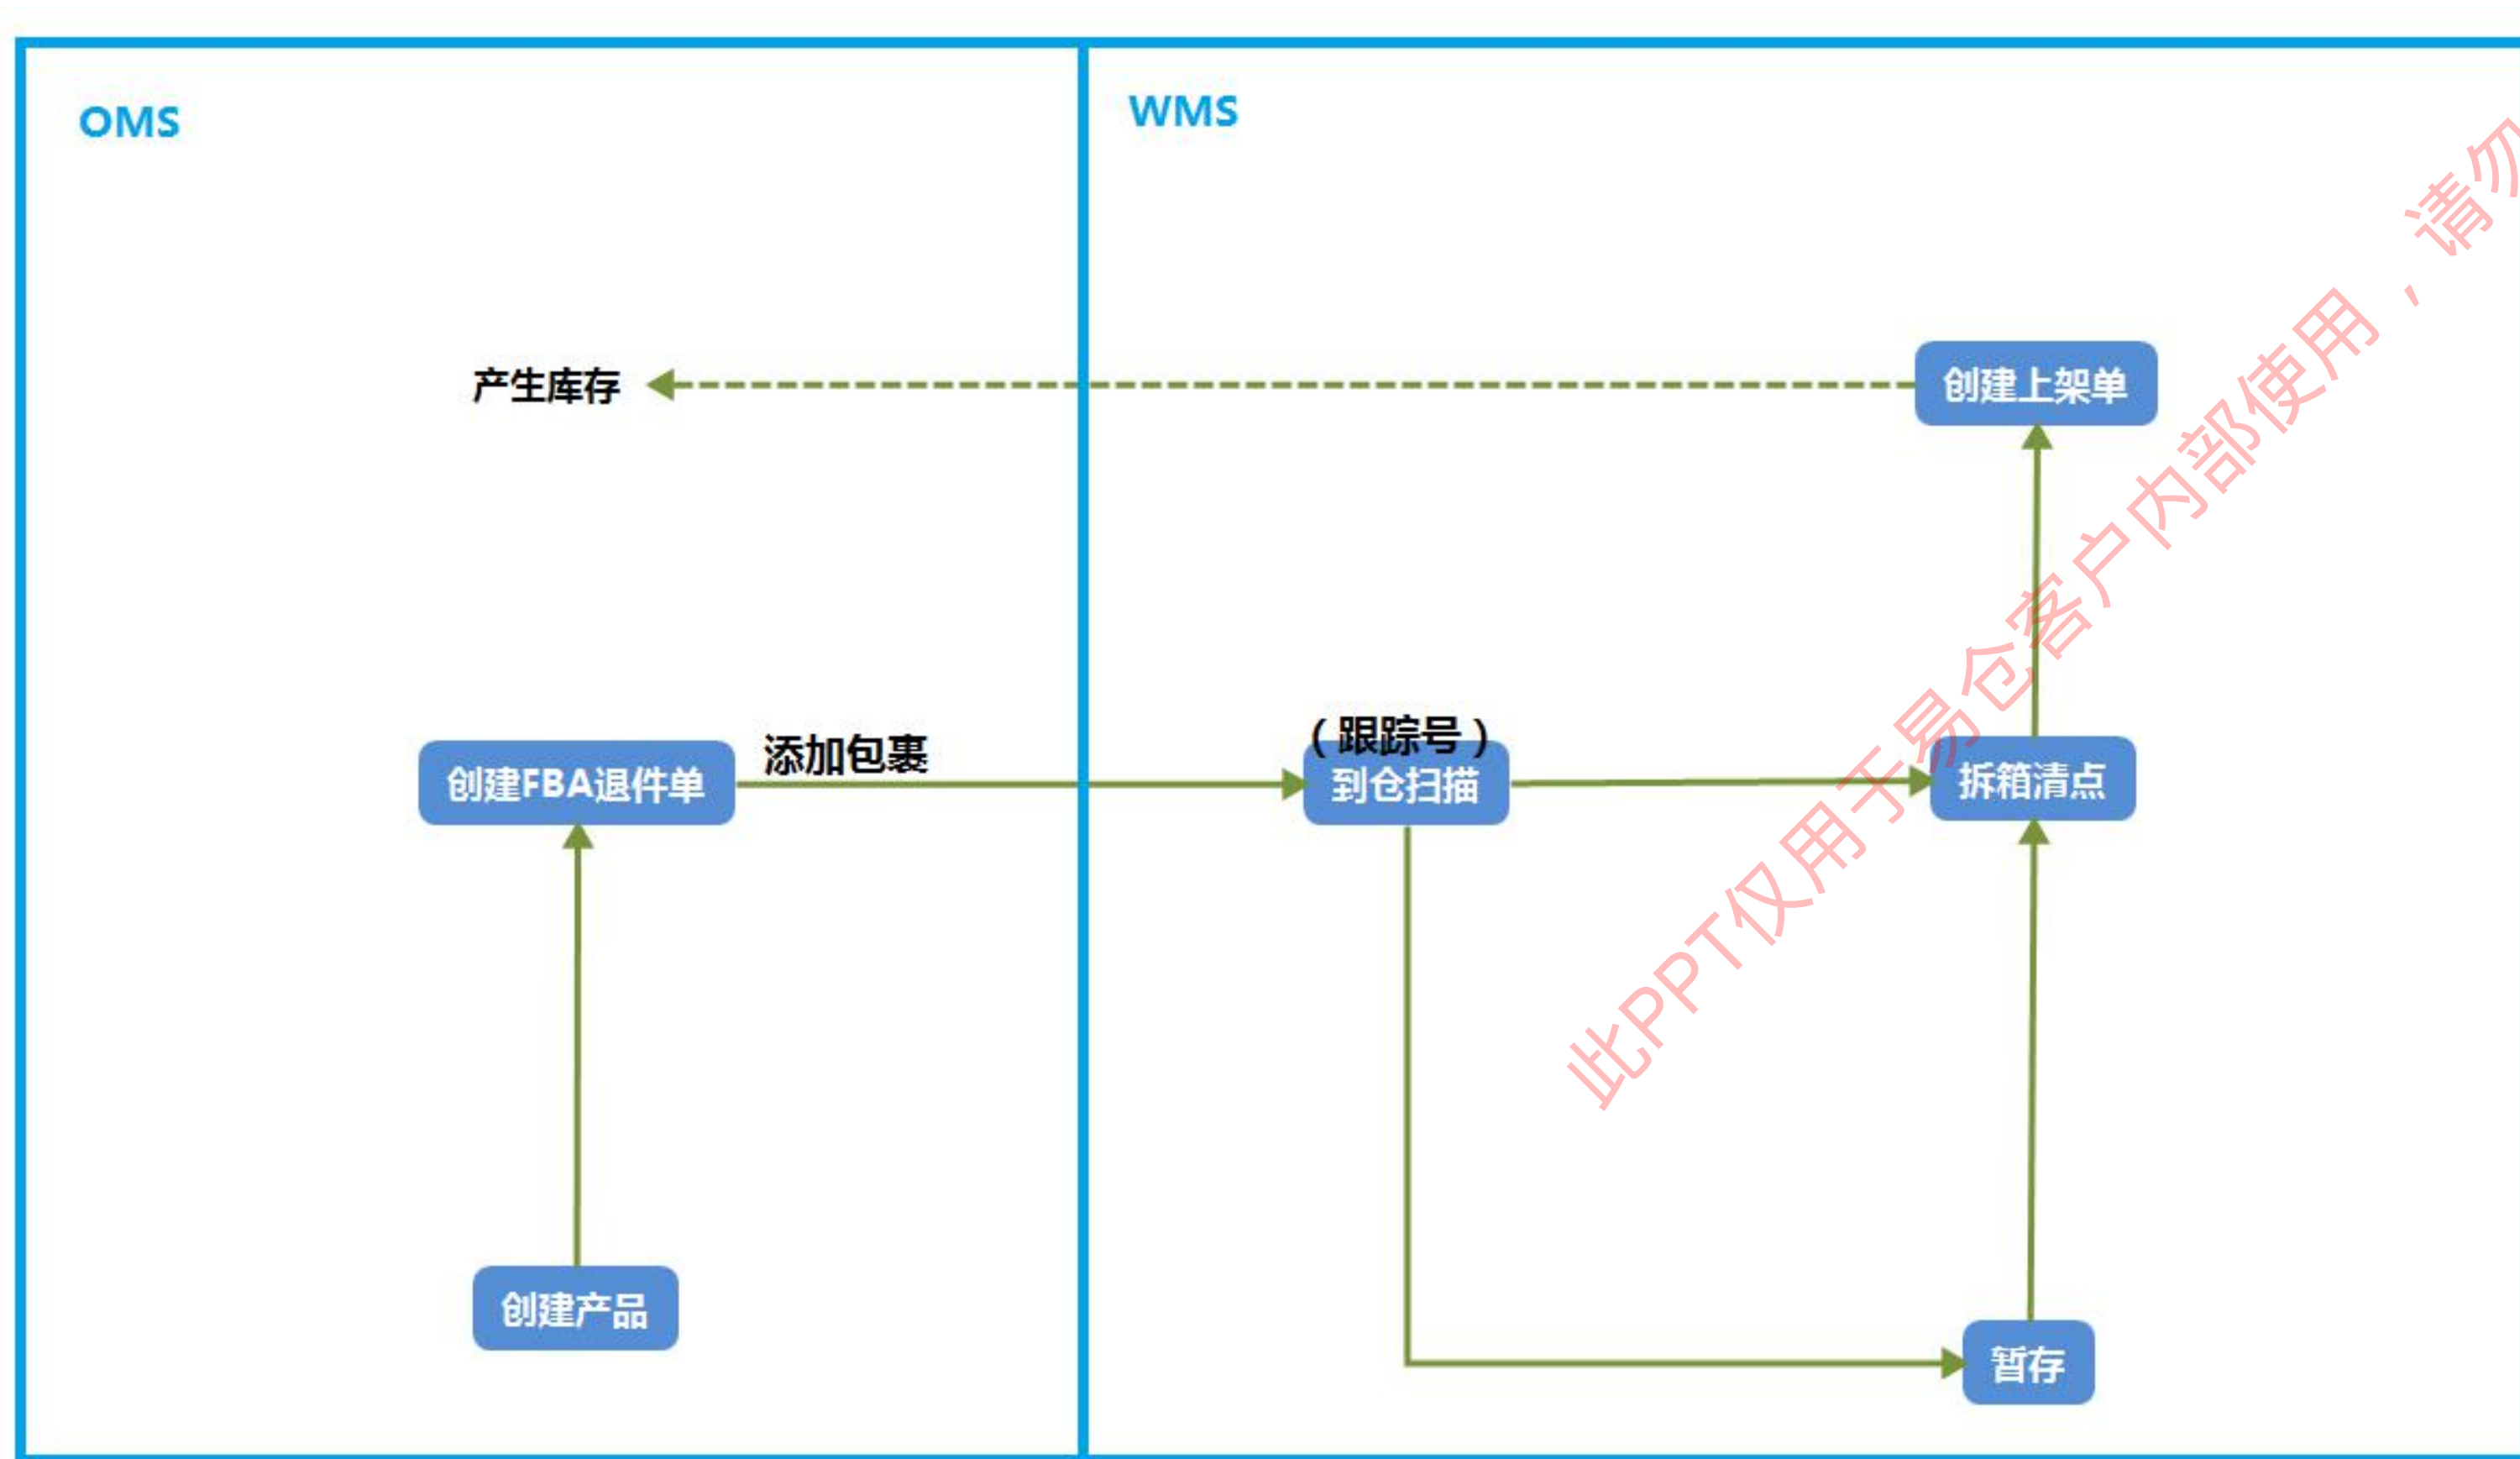 OMS
WMS
产生库存
创建上架单
创建FBA退件单
添加包裹
（跟踪号）
到仓扫描
拆箱清点
创建产品
暂存
此PPT仅用于易仓客户内部使用，请勿